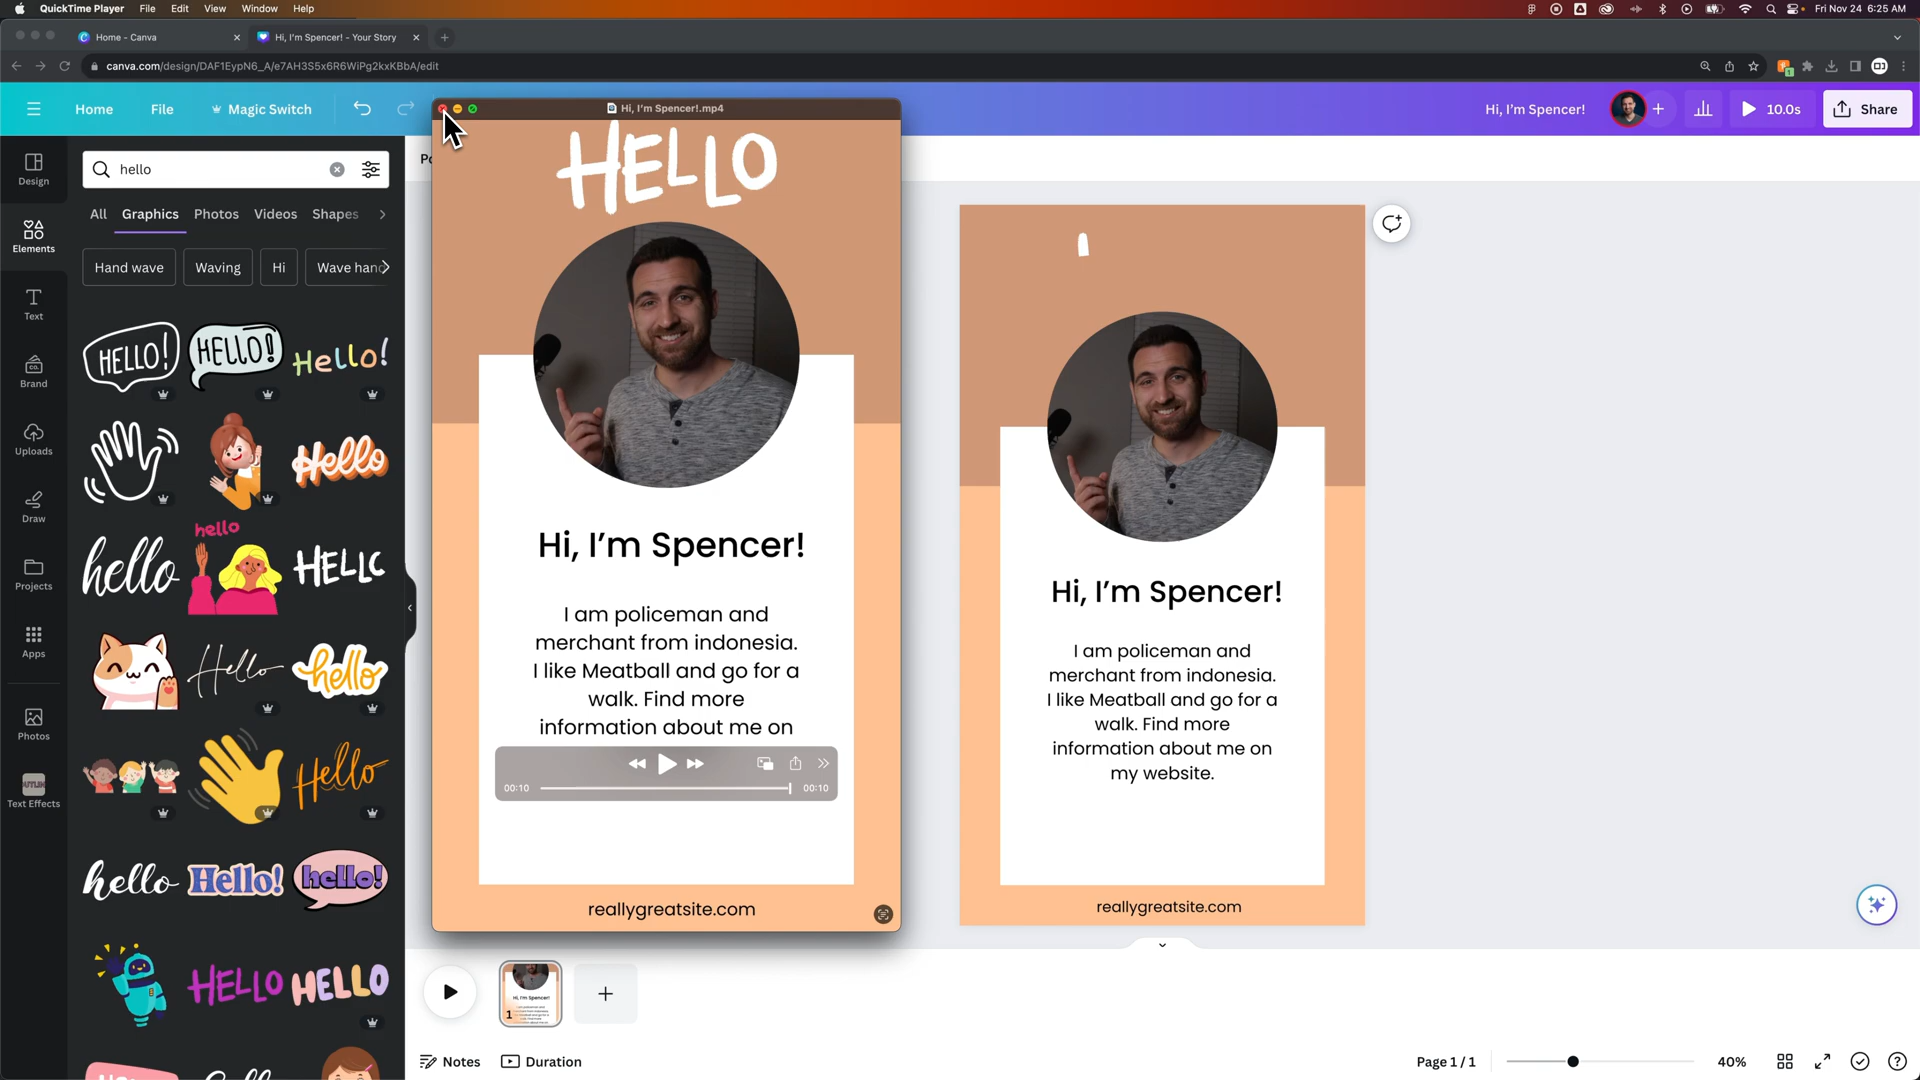 QuickTime Player File Edit View Window Help
Fri Nov 24 6:25 AM
Home - Canva
Hi, I'm Spencer! - Your Story
canva.com/design/DAF1EypN6_A/e7AH3S5x6R6WiPg2kxKBbA/edit
Home File Magic Switch
Hi, I'm Spencer!
10.0s
Share
Hi, I'm Spencer!.mp4
Design
Elements
Text
Brand
Uploads
Draw
Projects
Apps
Photos
Text Effects
hello
All Graphics Photos Videos Shapes
Hand wave Waving Hi Wave hand
HELLO! HELLO! Hello!
Hello
hello hello HELLO
Hello hello
Hello
hello Hello! hello!
HELLO HELLO
HELLO
Hi, I'm Spencer!
I am policeman and
merchant from indonesia.
I like Meatball and go for a
walk. Find more
information about me on
00:10 00:10
reallygreatsite.com
Hi, I'm Spencer!
I am policeman and
merchant from indonesia.
I like Meatball and go for a
walk. Find more
information about me on
my website.
reallygreatsite.com
Hi, I'm Spencer!
1
Notes Duration
Page 1 / 1
40%